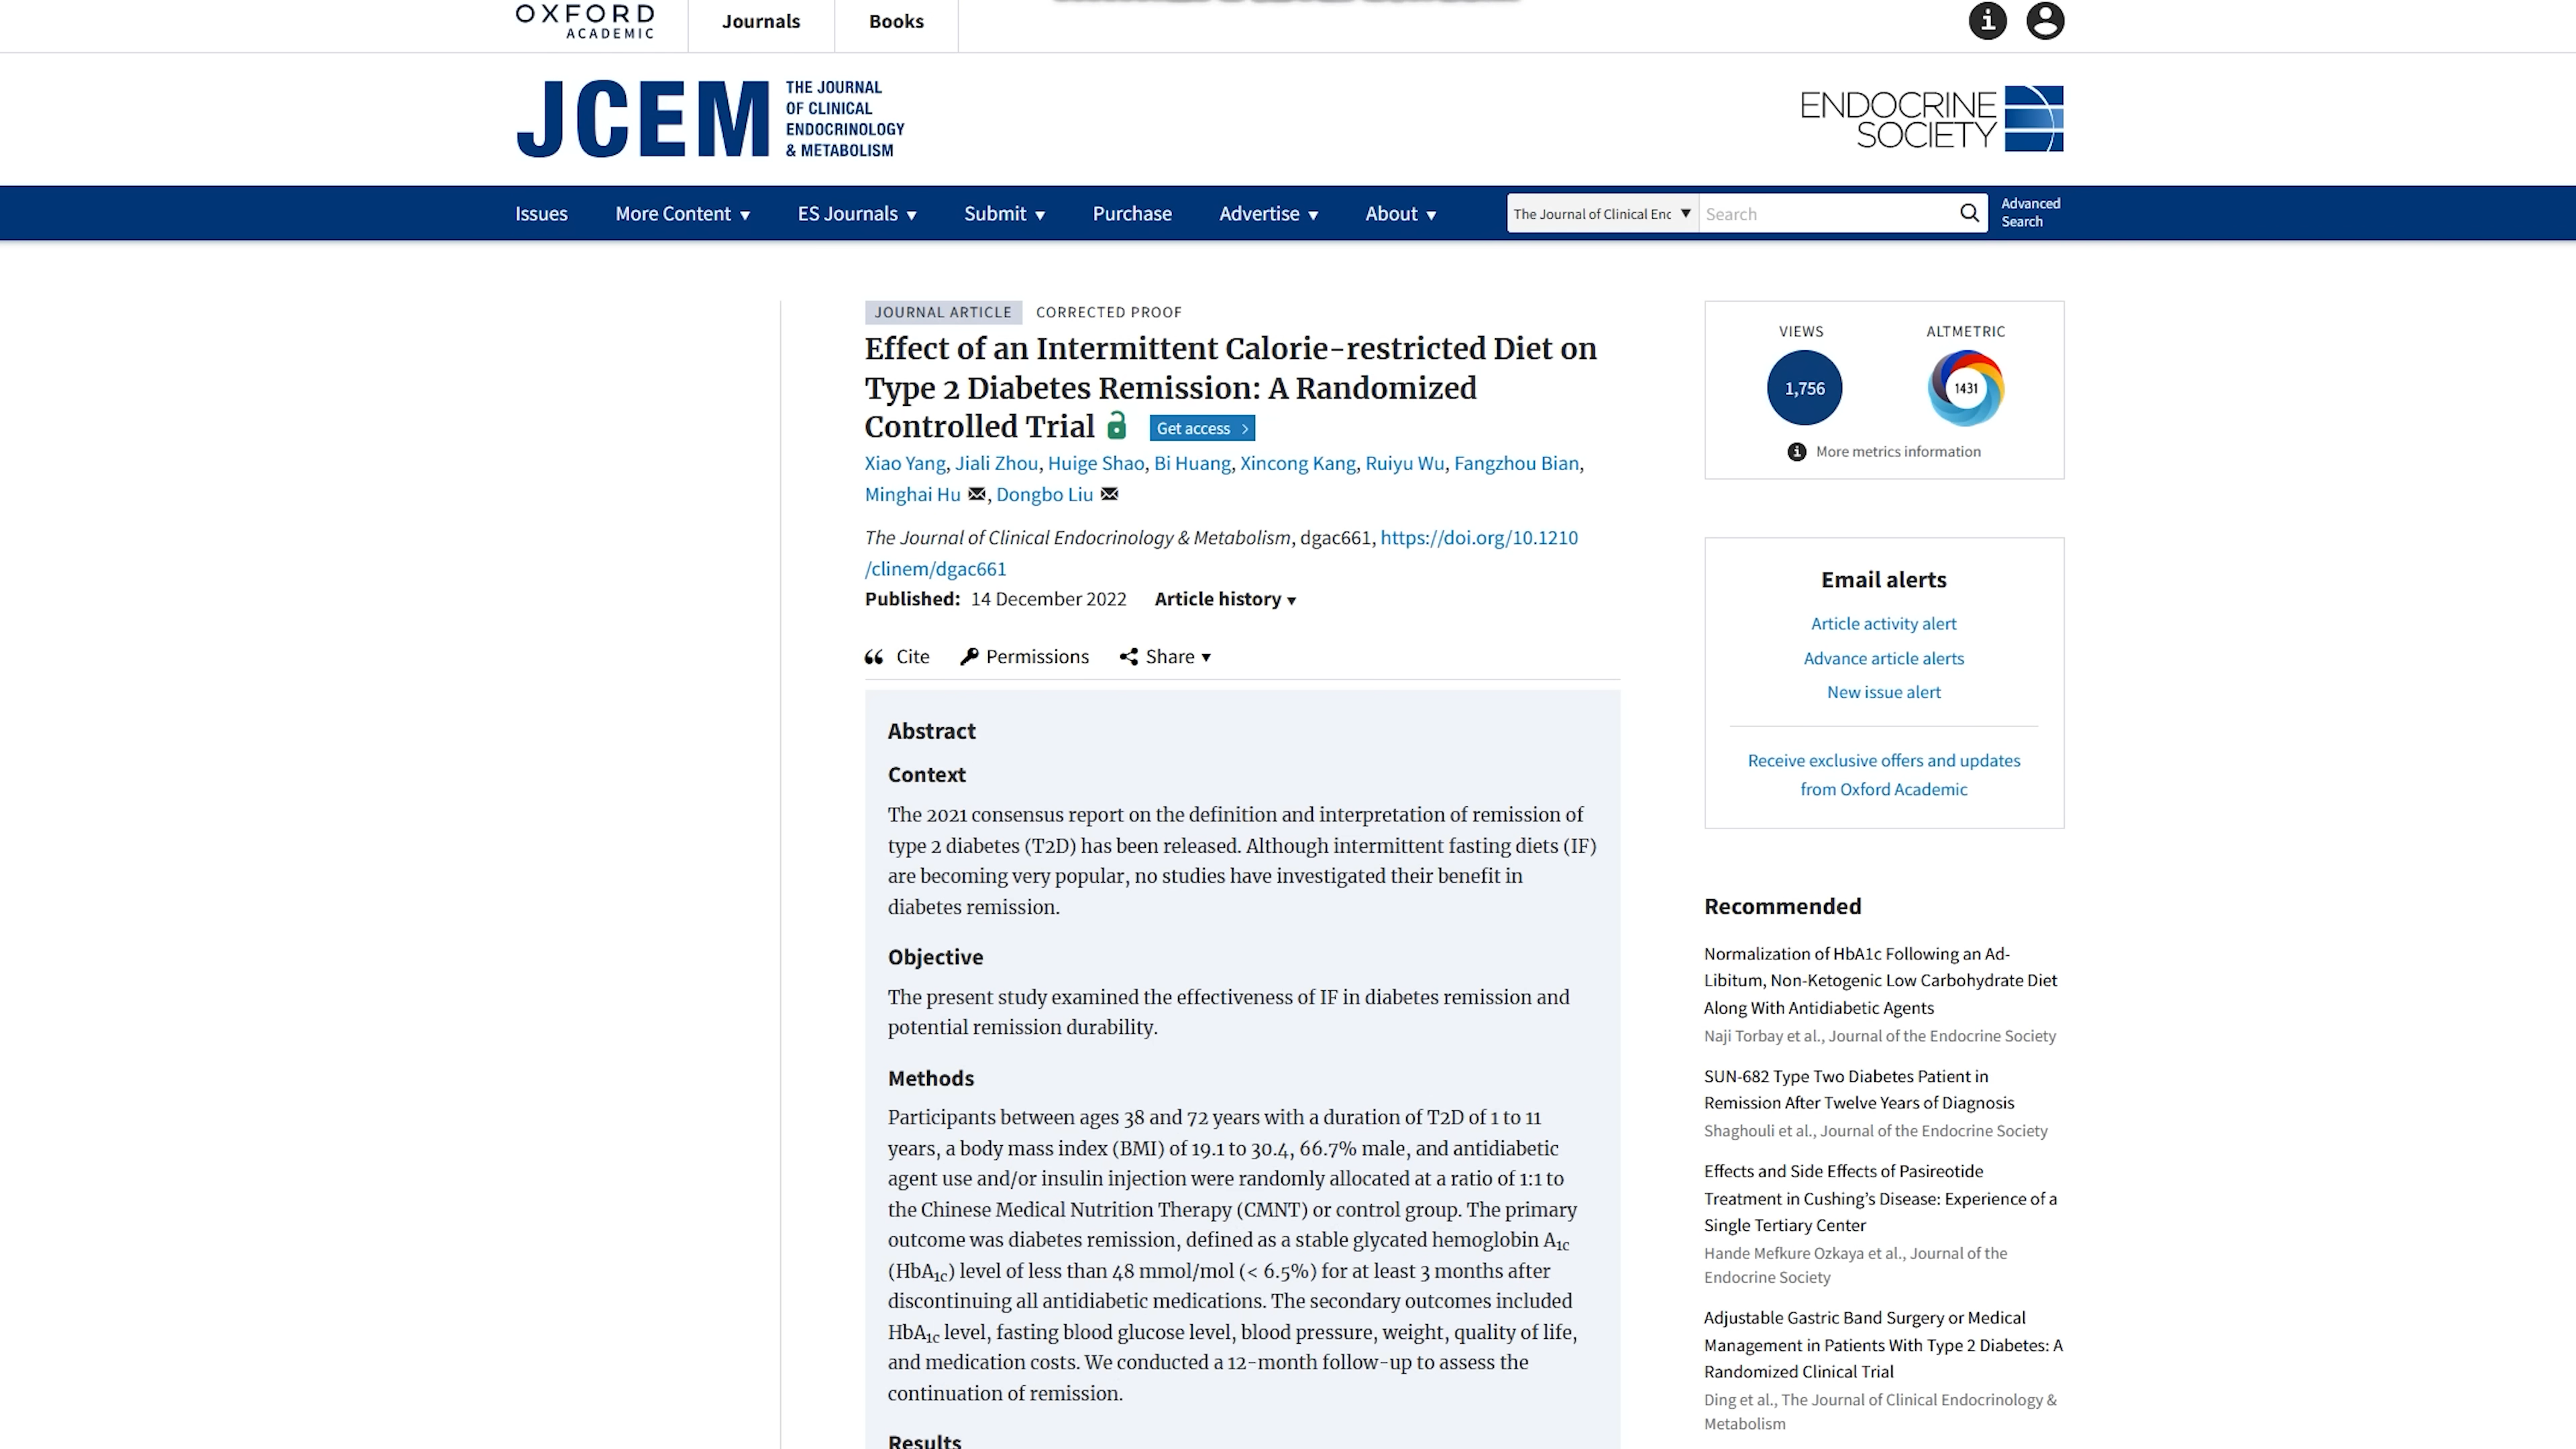 OXFORD
ACADEMIC
Journals
Books
JCEM
THE JOURNAL
OF CLINICAL
ENDOCRINOLOGY
& METABOLISM
ENDOCRINE
SOCIETY
Issues
More Content ▼
ES Journals ▼
Submit ▼
Purchase
Advertise ▼
About ▼
The Journal of Clinical Enc ▼
Search
Advanced
Search
JOURNAL ARTICLE CORRECTED PROOF
Effect of an Intermittent Calorie-restricted Diet on
Type 2 Diabetes Remission: A Randomized
Controlled Trial Get access >
Xiao Yang, Jiali Zhou, Huige Shao, Bi Huang, Xincong Kang, Ruiyu Wu, Fangzhou Bian,
Minghai Hu ✉, Dongbo Liu ✉
The Journal of Clinical Endocrinology & Metabolism, dgac661, https://doi.org/10.1210
/clinem/dgac661
Published: 14 December 2022 Article history ▼
Cite Permissions Share ▼
Abstract
Context
The 2021 consensus report on the definition and interpretation of remission of
type 2 diabetes (T2D) has been released. Although intermittent fasting diets (IF)
are becoming very popular, no studies have investigated their benefit in
diabetes remission.
Objective
The present study examined the effectiveness of IF in diabetes remission and
potential remission durability.
Methods
Participants between ages 38 and 72 years with a duration of T2D of 1 to 11
years, a body mass index (BMI) of 19.1 to 30.4, 66.7% male, and antidiabetic
agent use and/or insulin injection were randomly allocated at a ratio of 1:1 to
the Chinese Medical Nutrition Therapy (CMNT) or control group. The primary
outcome was diabetes remission, defined as a stable glycated hemoglobin A1c
(HbA1c) level of less than 48 mmol/mol (< 6.5%) for at least 3 months after
discontinuing all antidiabetic medications. The secondary outcomes included
HbA1c level, fasting blood glucose level, blood pressure, weight, quality of life,
and medication costs. We conducted a 12-month follow-up to assess the
continuation of remission.
Results
VIEWS
ALTMETRIC
1,756
1431
More metrics information
Email alerts
Article activity alert
Advance article alerts
New issue alert
Receive exclusive offers and updates
from Oxford Academic
Recommended
Normalization of HbA1c Following an Ad-
Libitum, Non-Ketogenic Low Carbohydrate Diet
Along With Antidiabetic Agents
Naji Torbay et al., Journal of the Endocrine Society
SUN-682 Type Two Diabetes Patient in
Remission After Twelve Years of Diagnosis
Shaghouli et al., Journal of the Endocrine Society
Effects and Side Effects of Pasireotide
Treatment in Cushing's Disease: Experience of a
Single Tertiary Center
Hande Mefkure Ozkaya et al., Journal of the
Endocrine Society
Adjustable Gastric Band Surgery or Medical
Management in Patients With Type 2 Diabetes: A
Randomized Clinical Trial
Ding et al., The Journal of Clinical Endocrinology &
Metabolism